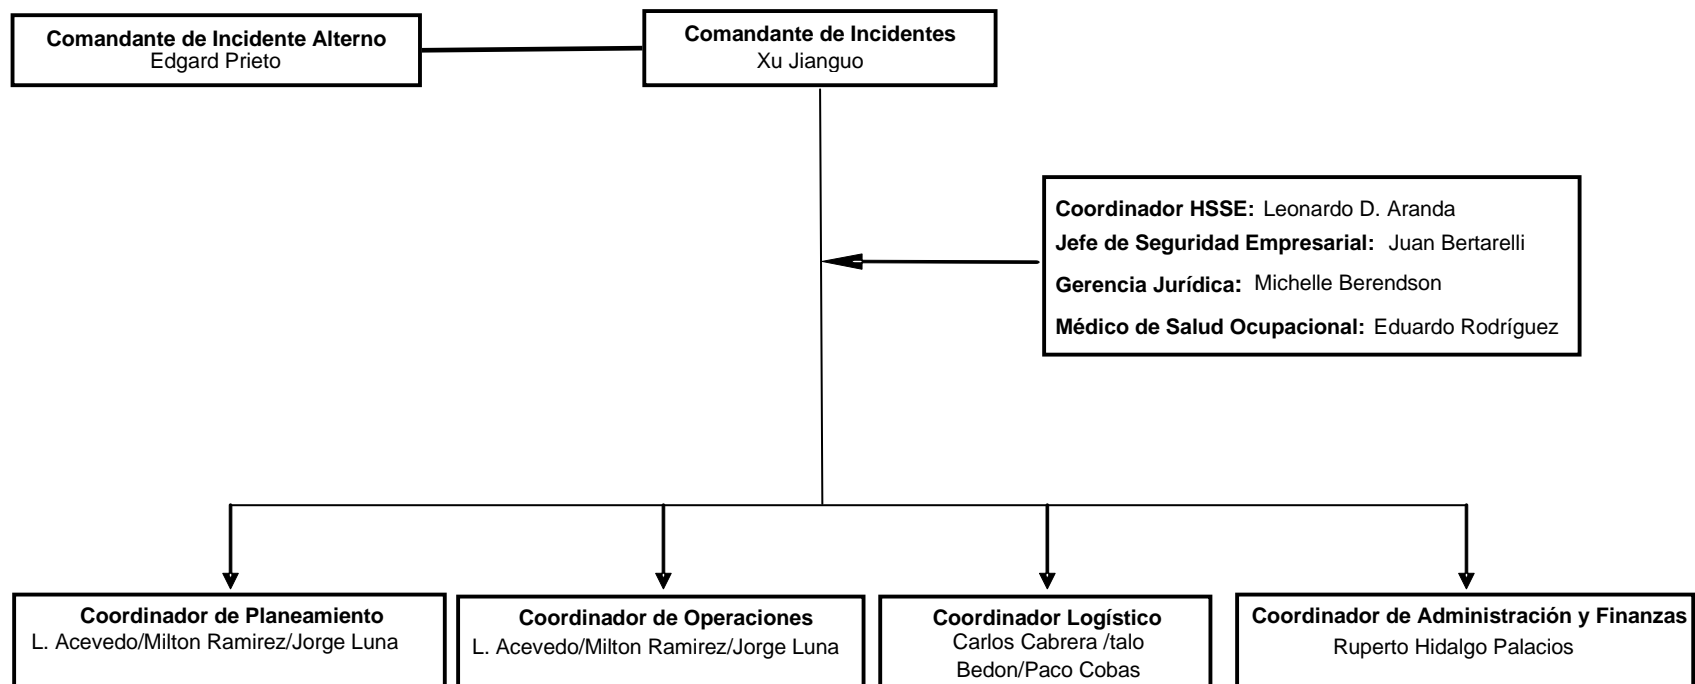 Comandante de Incidente Alterno
Edgard Prieto
Comandante de Incidentes
Xu Jianguo
Coordinador HSSE: Leonardo D. Aranda
Jefe de Seguridad Empresarial: Juan Bertarelli
Gerencia Jurídica: Michelle Berendson
Médico de Salud Ocupacional: Eduardo Rodríguez
Coordinador de Planeamiento
L. Acevedo/Milton Ramirez/Jorge Luna
Coordinador de Operaciones
L. Acevedo/Milton Ramirez/Jorge Luna
Coordinador Logístico
Carlos Cabrera /talo
Bedon/Paco Cobas
Coordinador de Administración y Finanzas
Ruperto Hidalgo Palacios